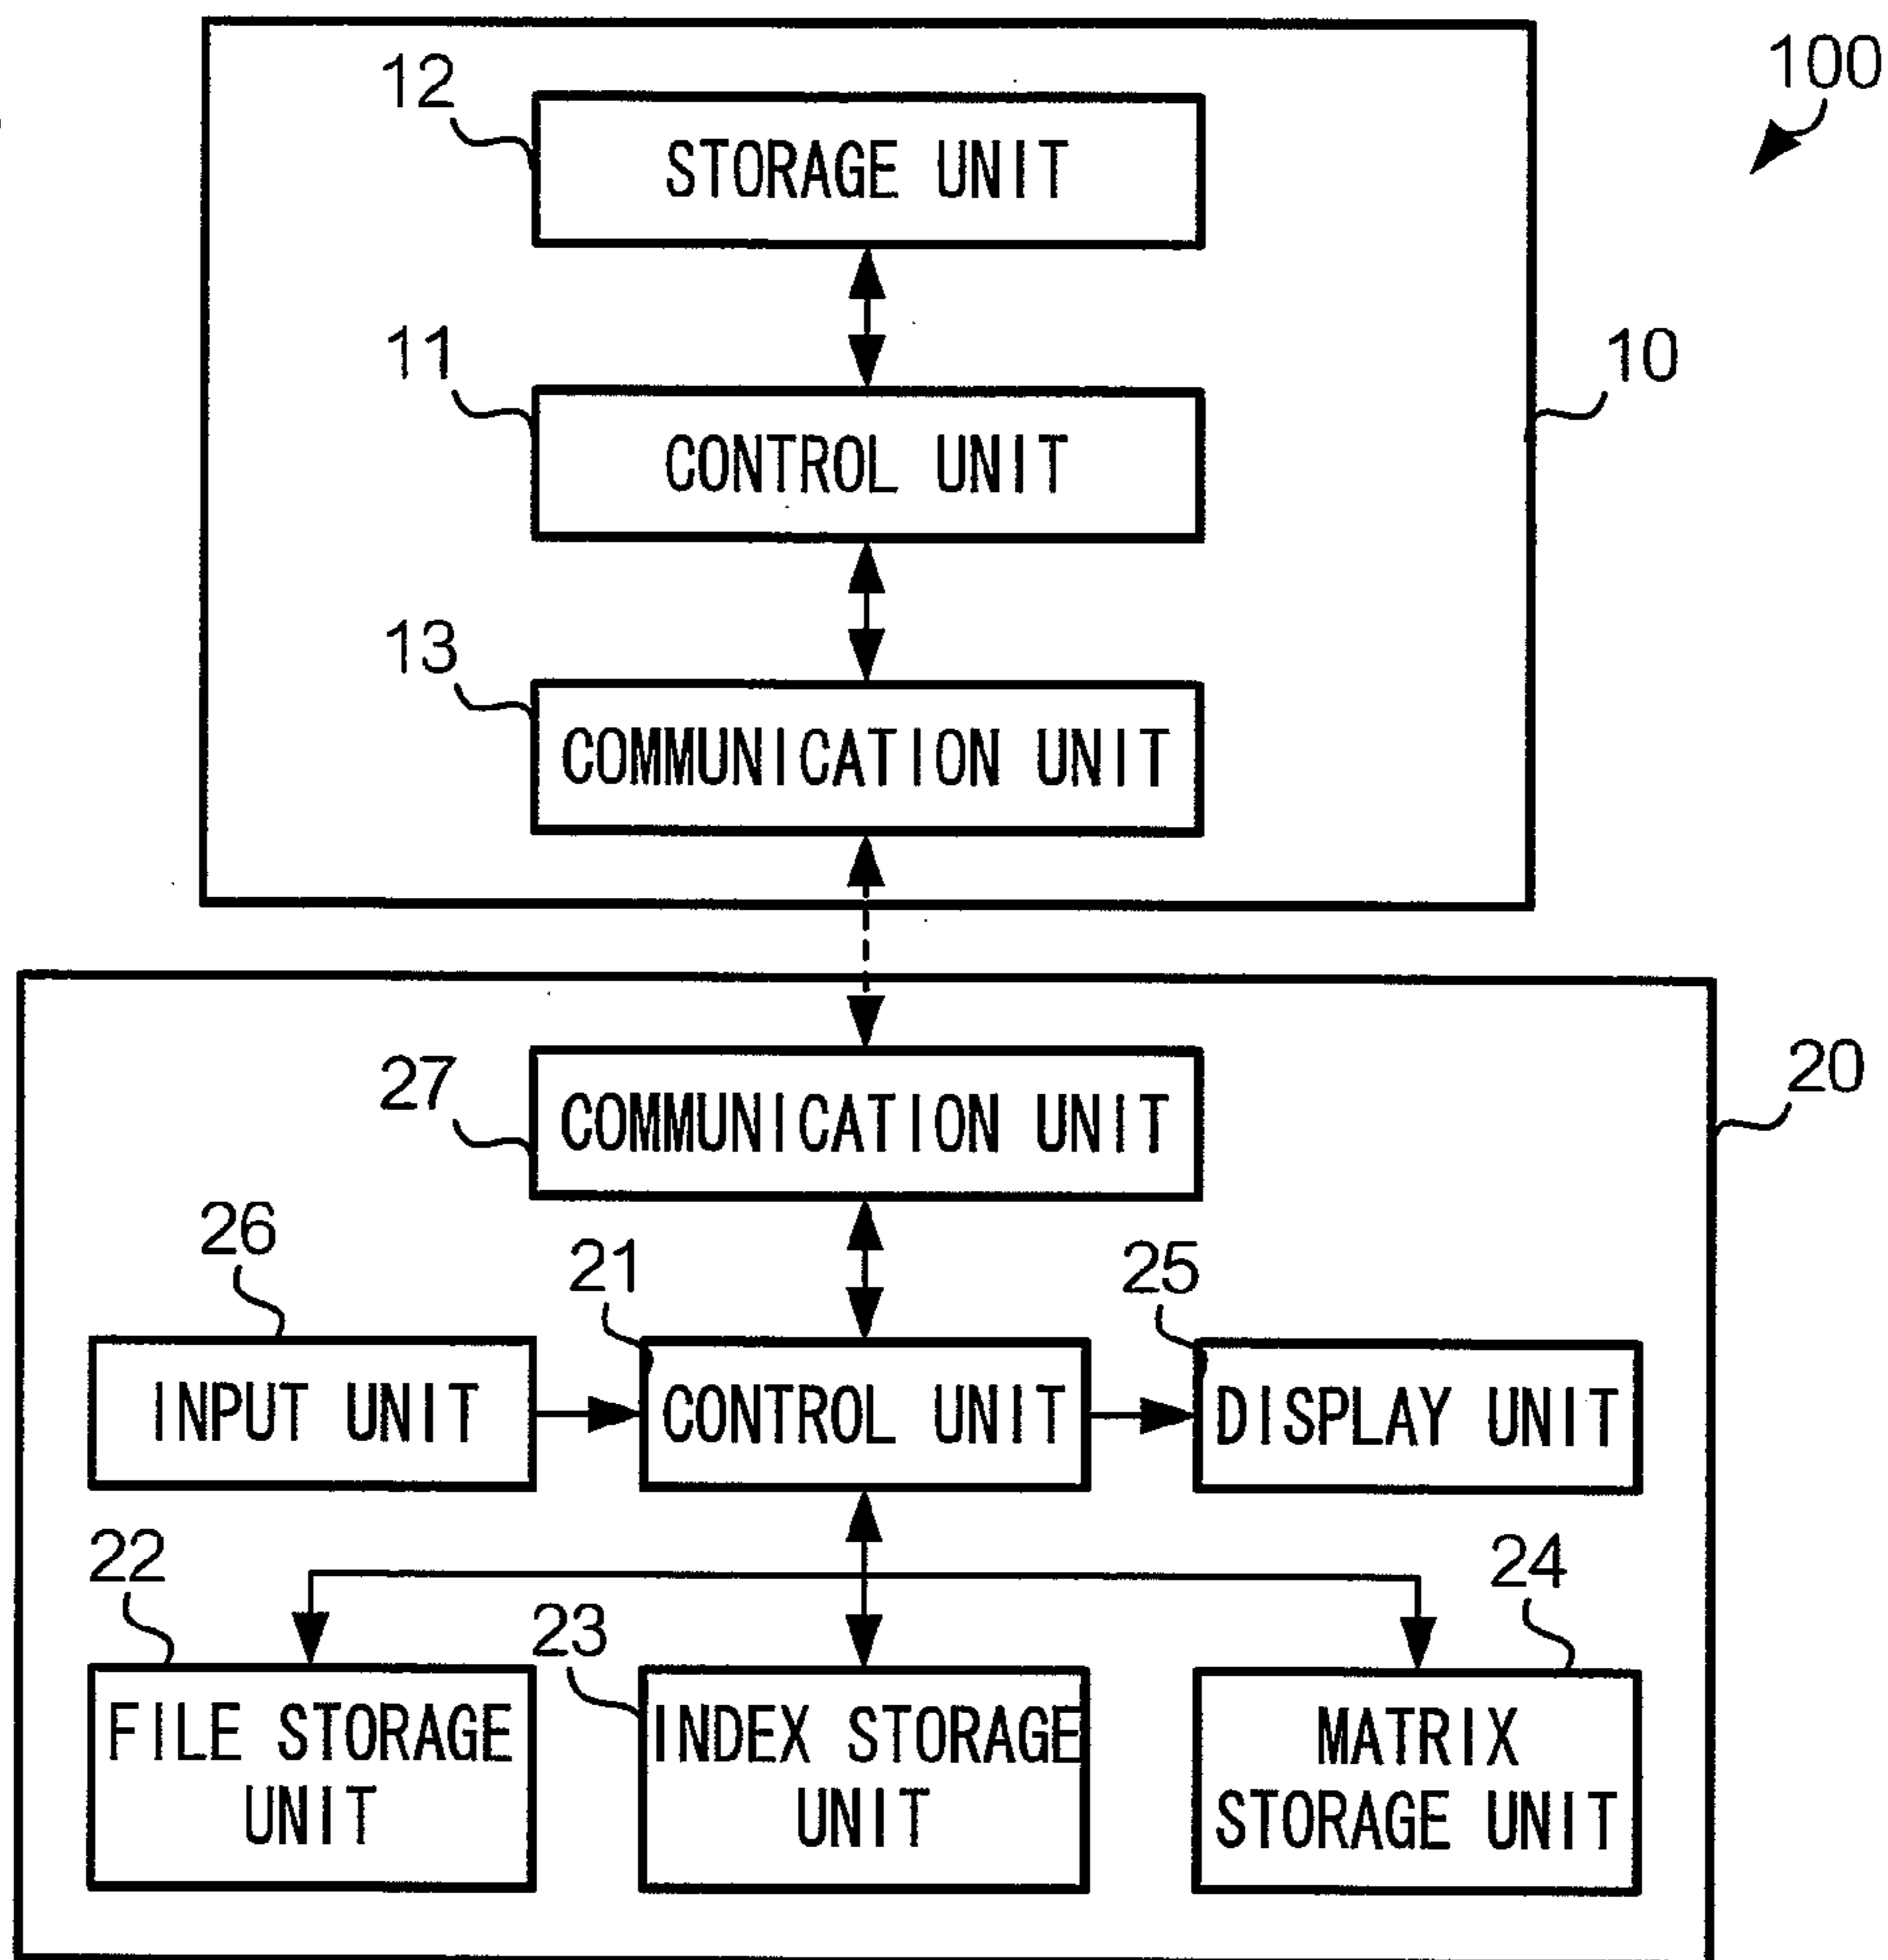 100
12
STORAGE UNIT
11
10
CONTROL UNIT
13
COMMUNICATION UNIT
20
27
COMMUNICATION UNIT
26
21
25
INPUT UNIT
CONTROL UNIT
DISPLAY UNIT
22
23
24
FILE STORAGE
UNIT
INDEX STORAGE
UNIT
MATRIX
STORAGE UNIT